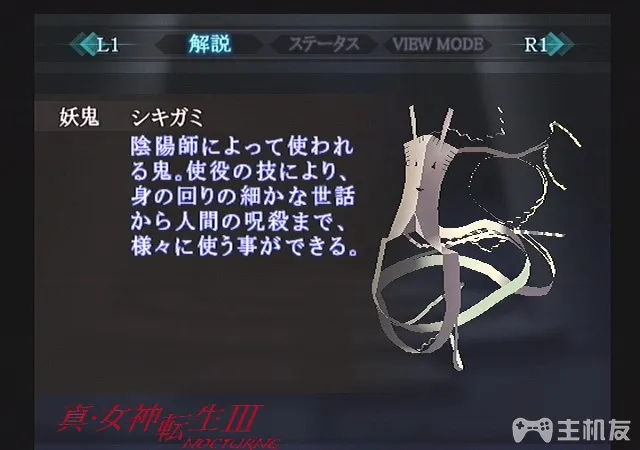 L1 解説 ステータス VIEW MODE R1
妖鬼 シキガミ
陰陽師によって使われ
る鬼。使役の技により、
身の回りの細かな世話
から人間の呪殺まで、
様々に使う事ができる。
真・女神転生III
NOCTURNE
主机友